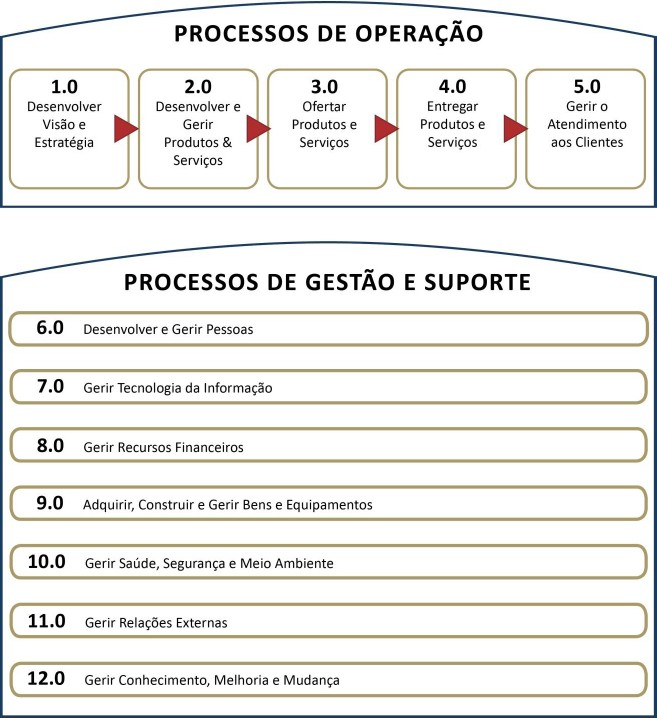 PROCESSOS DE OPERAÇÃO
1.0
Desenvolver
Visão e
Estratégia
2.0
Desenvolver e
Gerir
Produtos &
Serviços
3.0
Ofertar
Produtos e
Serviços
4.0
Entregar
Produtos e
Serviços
5.0
Gerir o
Atendimento
aos Clientes
PROCESSOS DE GESTÃO E SUPORTE
6.0 Desenvolver e Gerir Pessoas
7.0 Gerir Tecnologia da Informação
8.0 Gerir Recursos Financeiros
9.0 Adquirir, Construir e Gerir Bens e Equipamentos
10.0 Gerir Saúde, Segurança e Meio Ambiente
11.0 Gerir Relações Externas
12.0 Gerir Conhecimento, Melhoria e Mudança